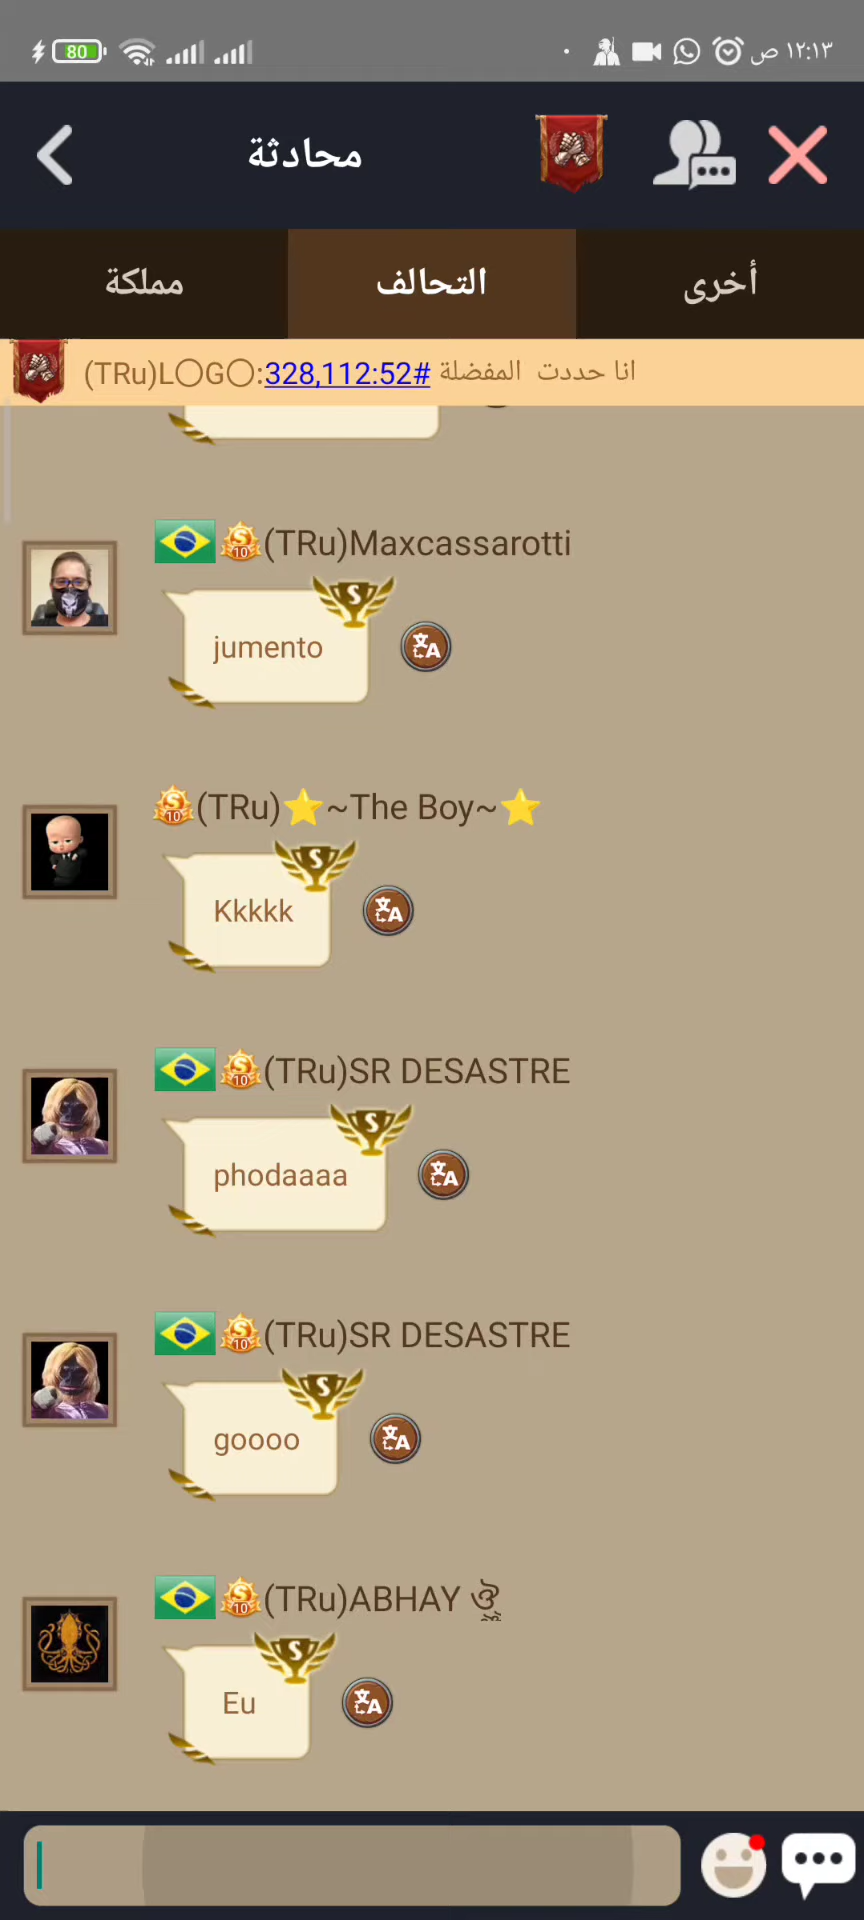 80 ١٢:١٣ ص
محادثة
مملكة التحالف أخرى
(TRu)L〇G〇:328,112:52# انا حددت المفضلة
(TRu)Maxcassarotti
jumento
(TRu)⭐~The Boy~⭐
Kkkkk
(TRu)SR DESASTRE
phodaaaa
(TRu)SR DESASTRE
goooo
(TRu)ABHAY
Eu